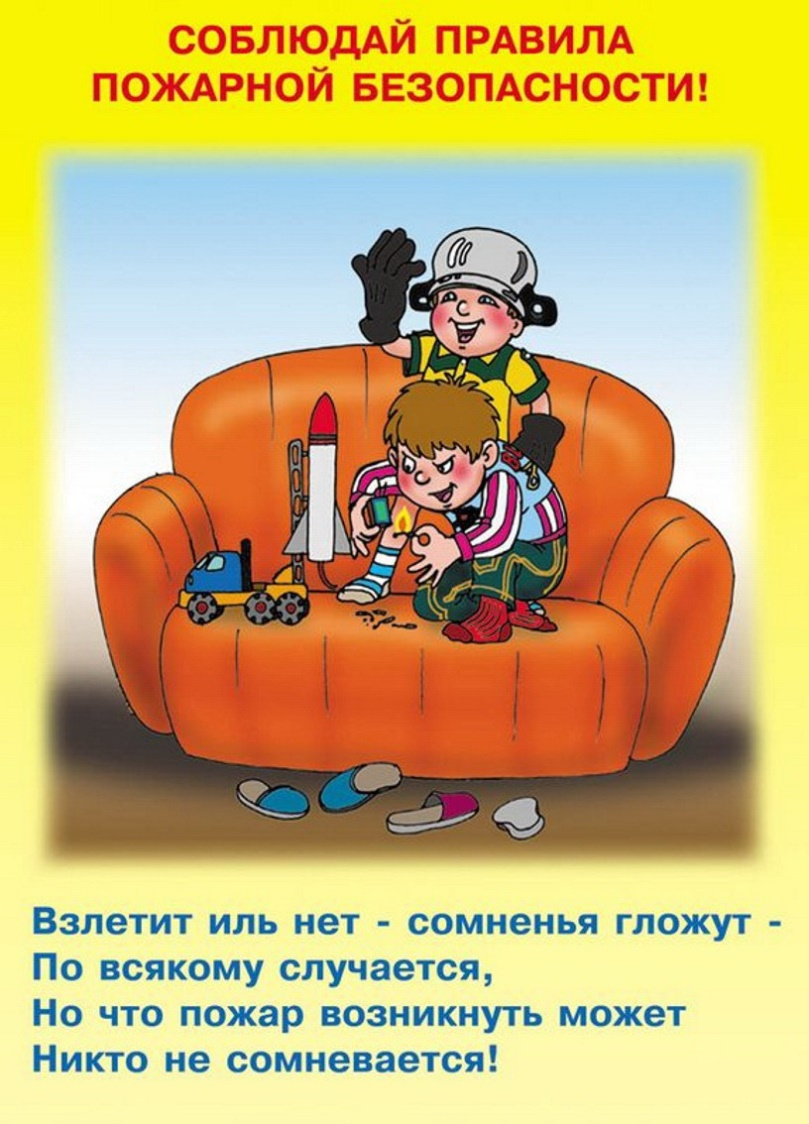 СОБЛЮДАЙ ПРАВИЛА
ПОЖАРНОЙ БЕЗОПАСНОСТИ!
Взлетит иль нет - сомненья гложут -
По всякому случается,
Но что пожар возникнуть может
Никто не сомневается!